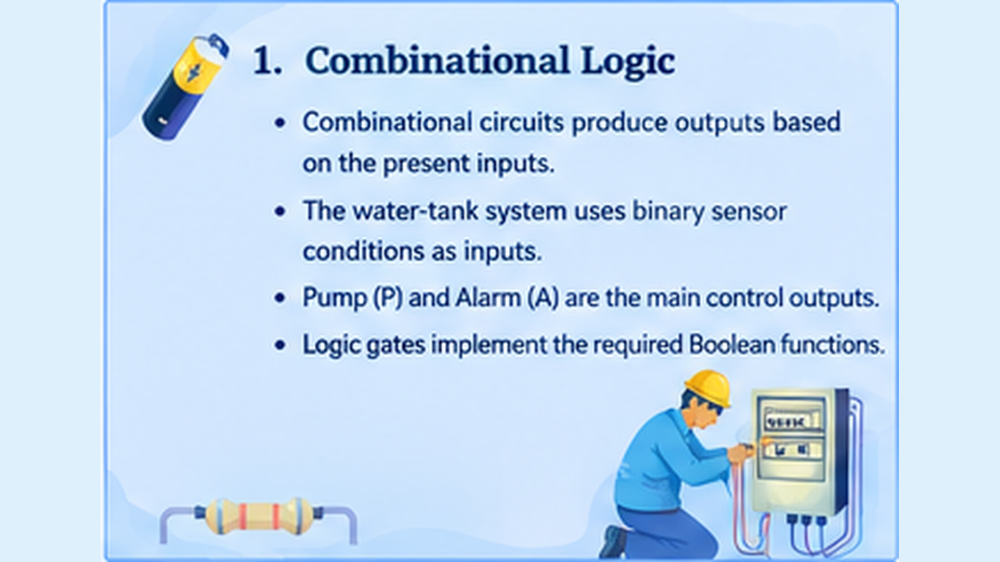 1. Combinational Logic
• Combinational circuits produce outputs based
on the present inputs.
• The water-tank system uses binary sensor
conditions as inputs.
• Pump (P) and Alarm (A) are the main control outputs.
• Logic gates implement the required Boolean functions.